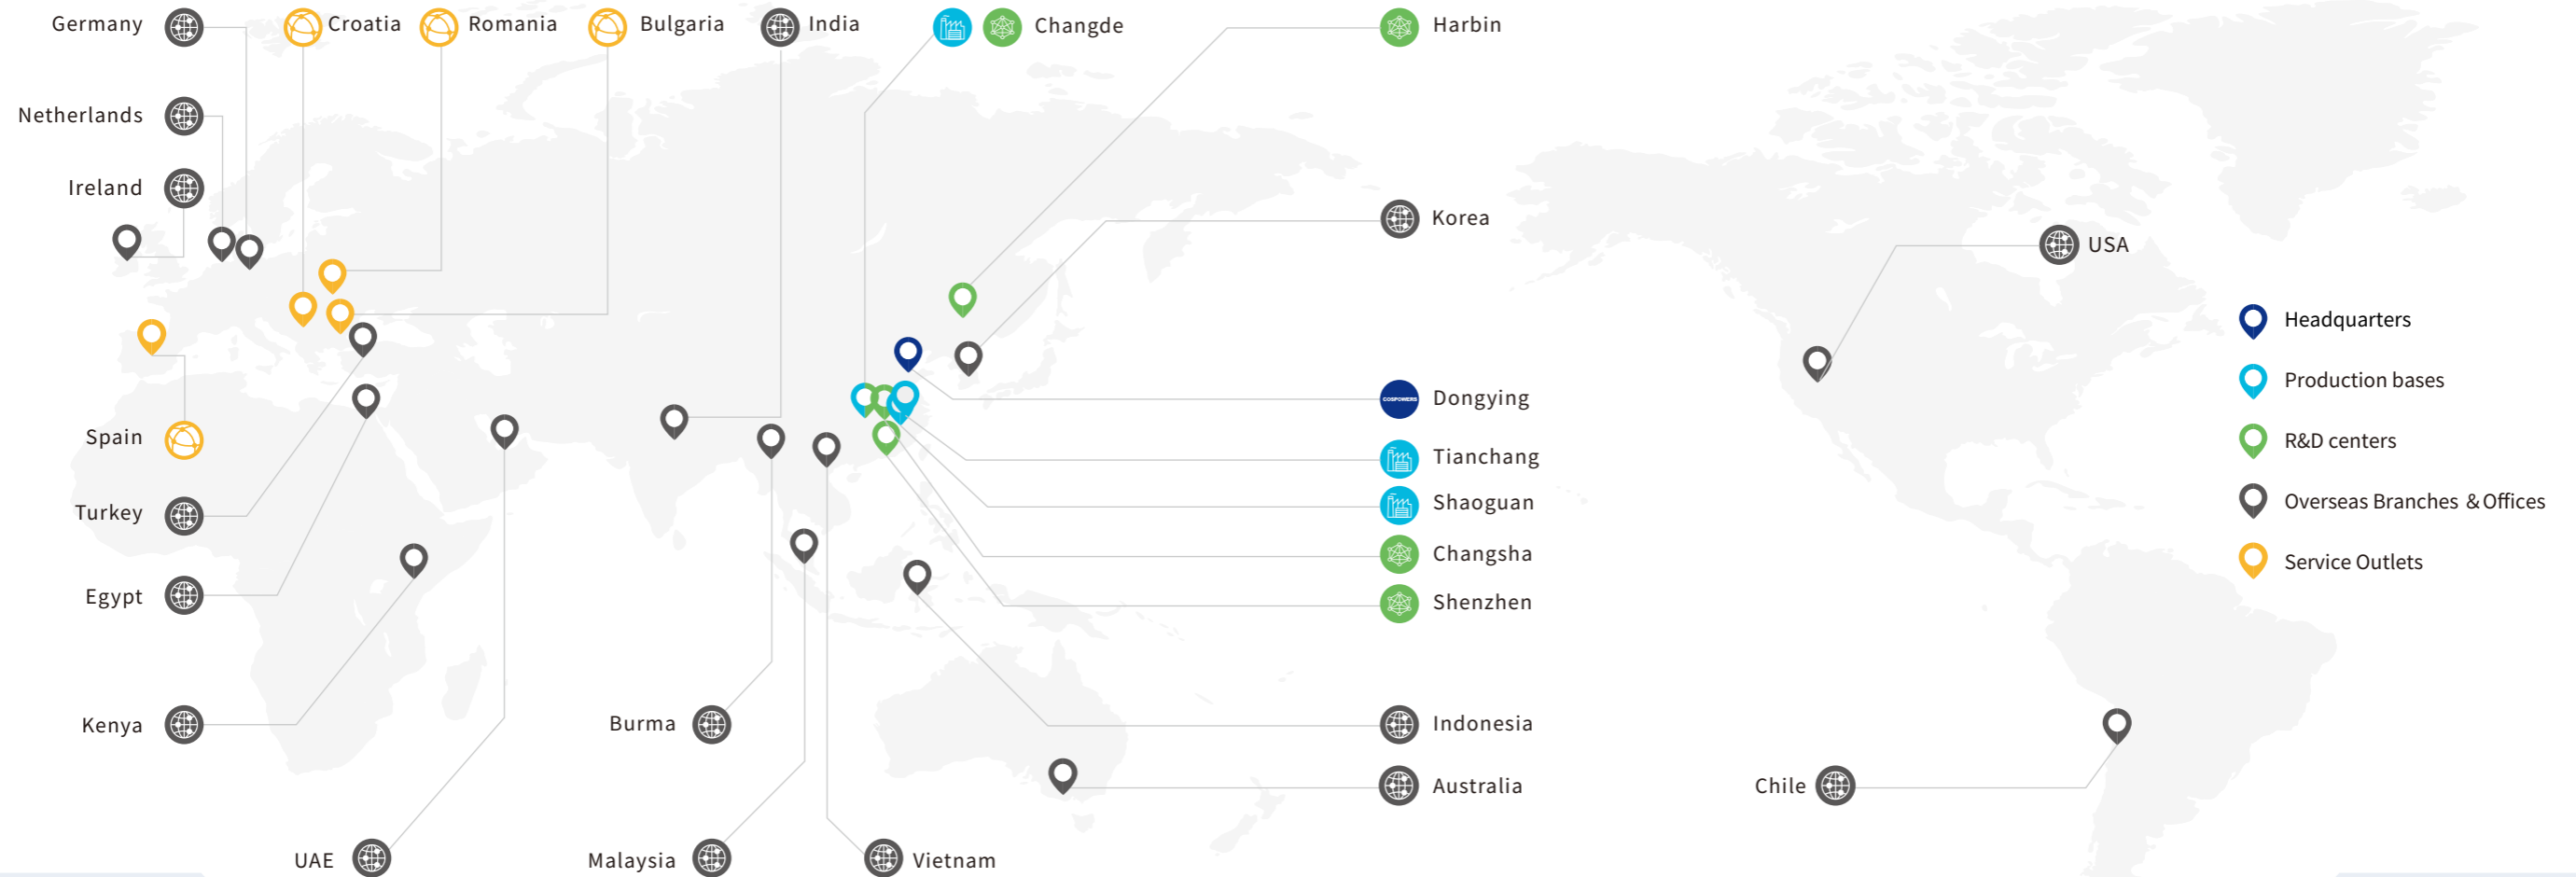 Germany
Croatia
Romania
Bulgaria
India
Changde
Harbin
Netherlands
Ireland
Korea
USA
Headquarters
Production bases
R&D centers
Overseas Branches & Offices
Service Outlets
COSPOWERS
Dongying
Tianchang
Shaoguan
Changsha
Shenzhen
Spain
Turkey
Egypt
Kenya
Burma
Indonesia
Australia
Chile
UAE
Malaysia
Vietnam